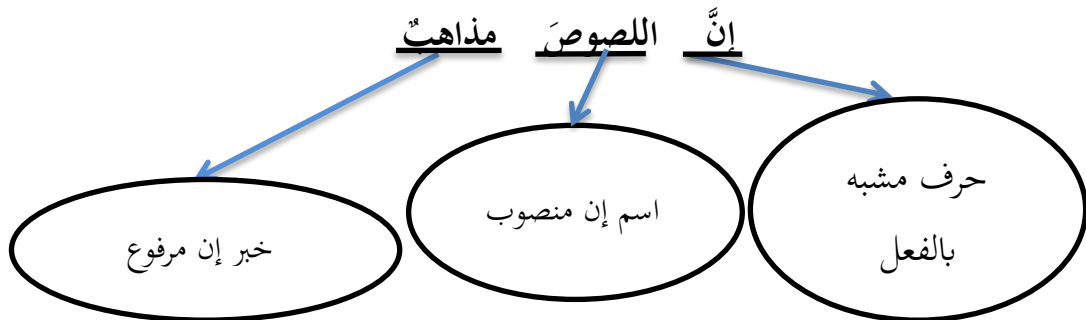 إنَّ اللصوصَ مذاهبٌ
حرف مشبه
بالفعل
اسم إن منصوب
خبر إن مرفوع